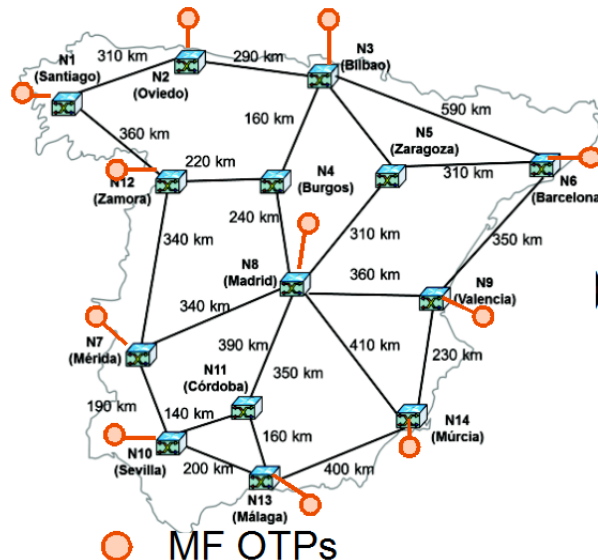 310 km
290 km
N3
(Bilbao)
N1
(Santiago)
N2
(Oviedo)
590 km
160 km
N5
(Zaragoza)
360 km
220 km
N4
(Burgos)
310 km
N6
(Barcelona)
N12
(Zamora)
240 km
340 km
310 km
350 km
N8
(Madrid)
360 km
N9
(Valencia)
340 km
N7
(Mérida)
390 km
410 km
230 km
N11
(Córdoba)
350 km
190 km
140 km
160 km
N14
(Múrcia)
N10
(Sevilla)
200 km
400 km
N13
(Málaga)
MF OTPs